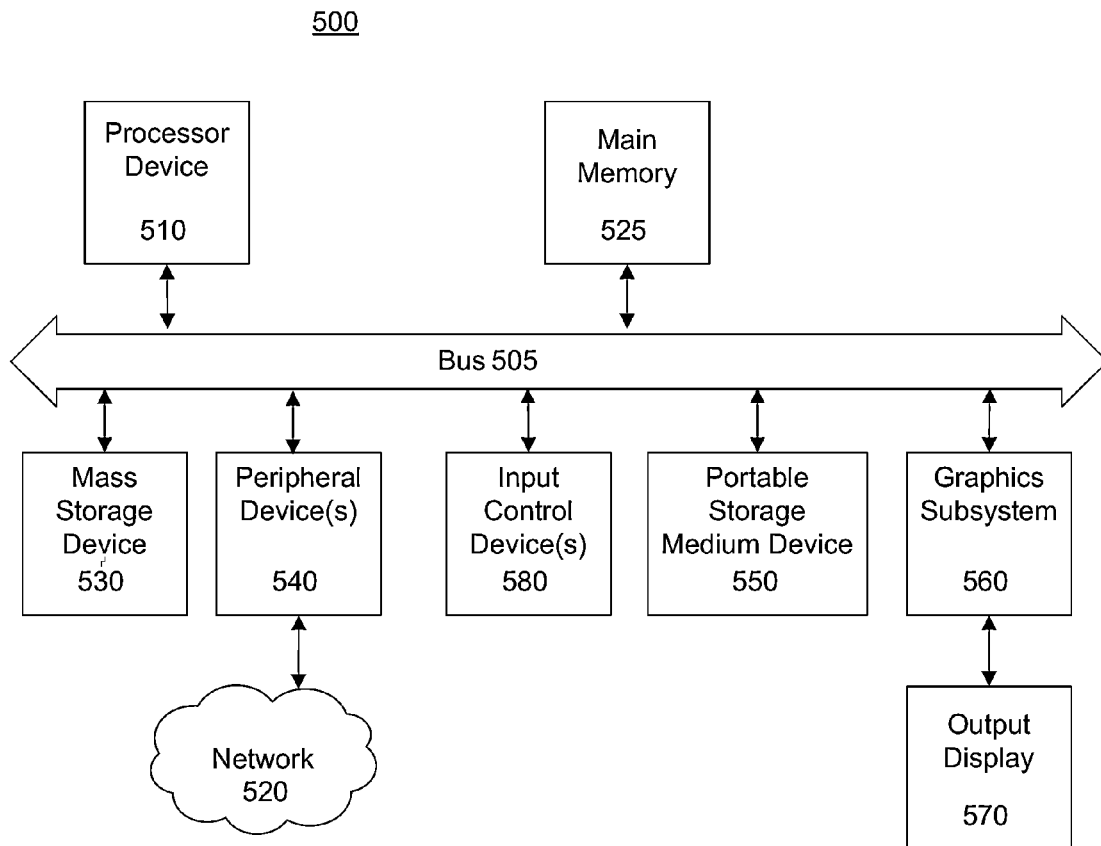 500
Processor
Device
510
Main
Memory
525
Bus 505
Mass
Storage
Device
530
Peripheral
Device(s)
540
Input
Control
Device(s)
580
Portable
Storage
Medium Device
550
Graphics
Subsystem
560
Network
520
Output
Display
570